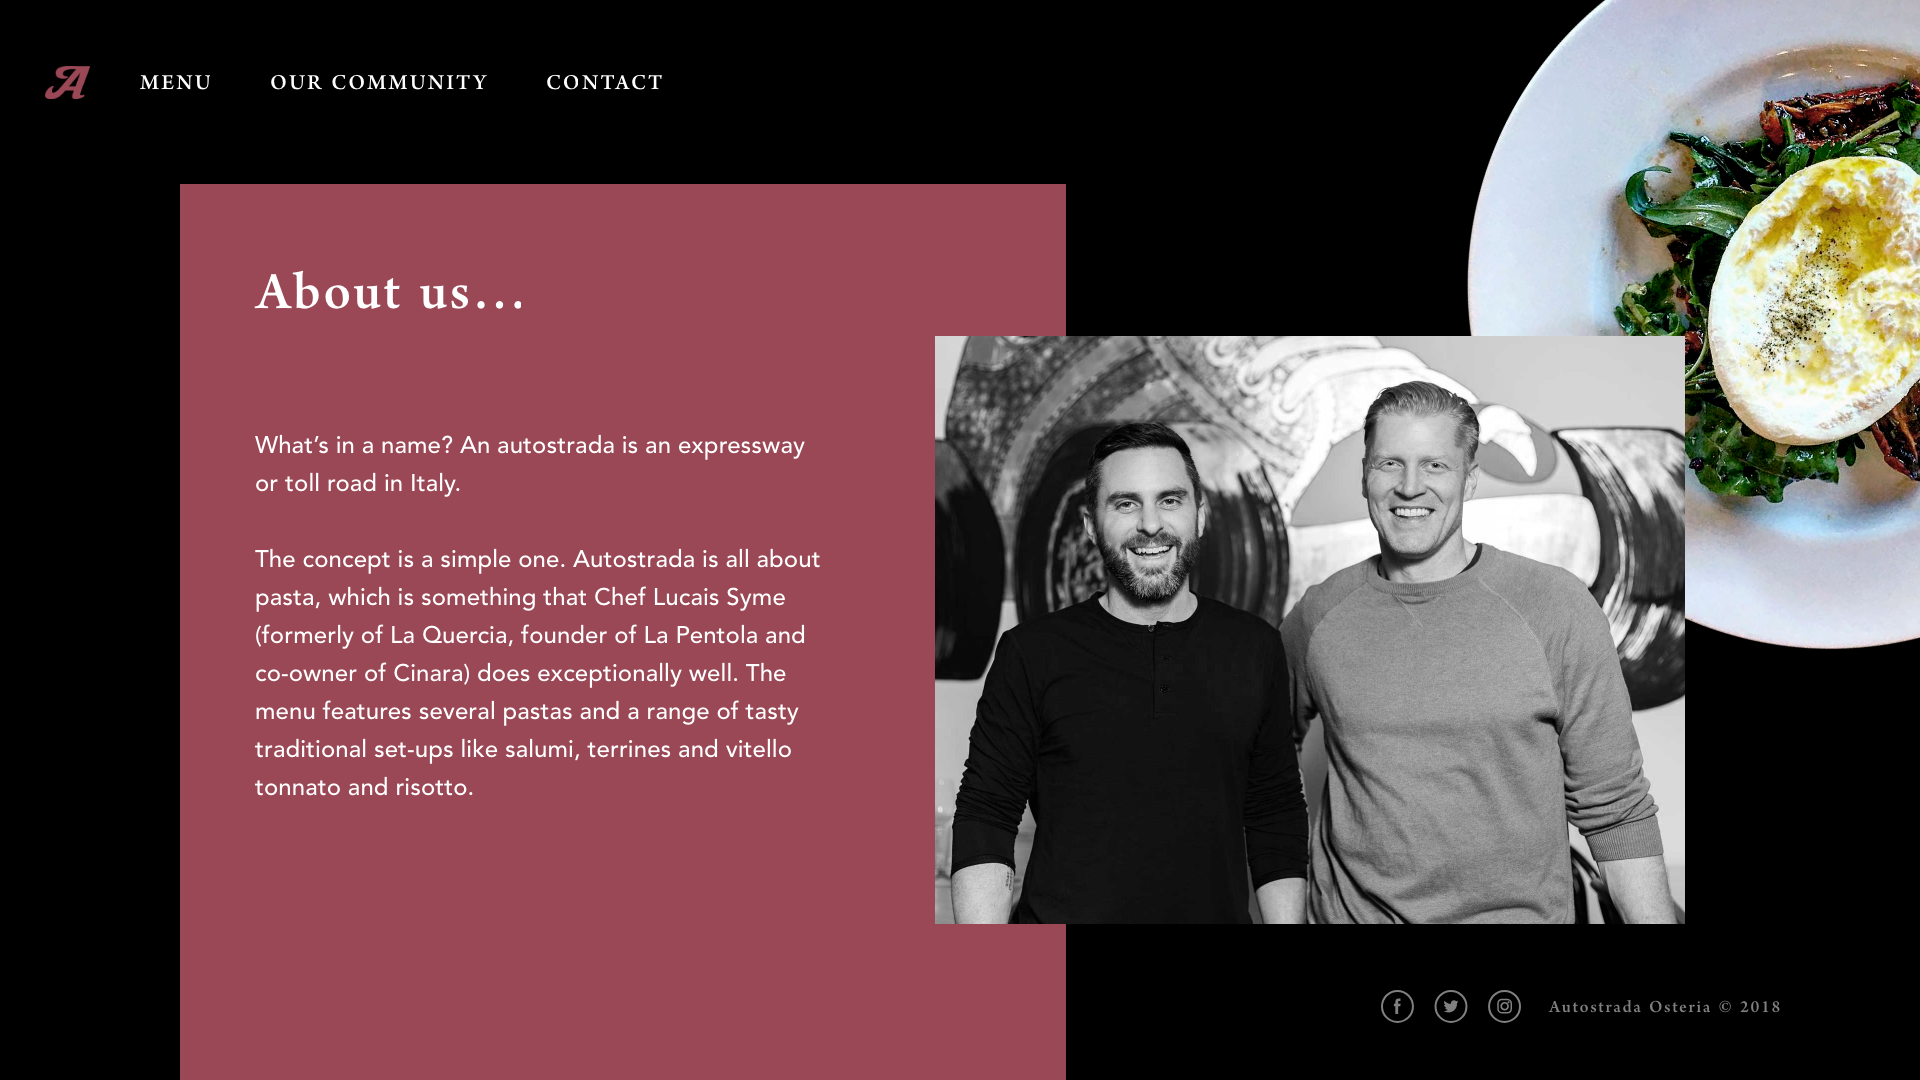 A
MENU
OUR COMMUNITY
CONTACT
About us...
What’s in a name? An autostrada is an expressway
or toll road in Italy.
The concept is a simple one. Autostrada is all about
pasta, which is something that Chef Lucais Syme
(formerly of La Quercia, founder of La Pentola and
co-owner of Cinara) does exceptionally well. The
menu features several pastas and a range of tasty
traditional set-ups like salumi, terrines and vitello
tonnato and risotto.
Autostrada Osteria © 2018